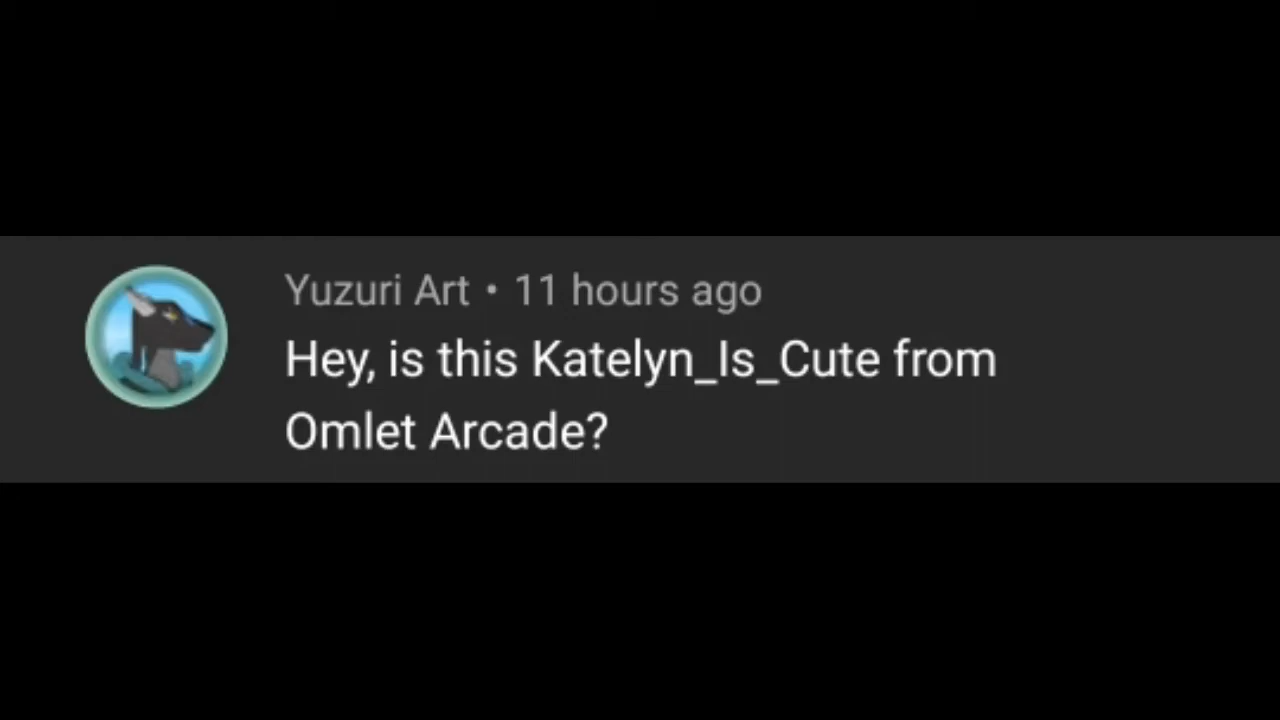 Yuzuri Art • 11 hours ago
Hey, is this Katelyn_Is_Cute from
Omlet Arcade?